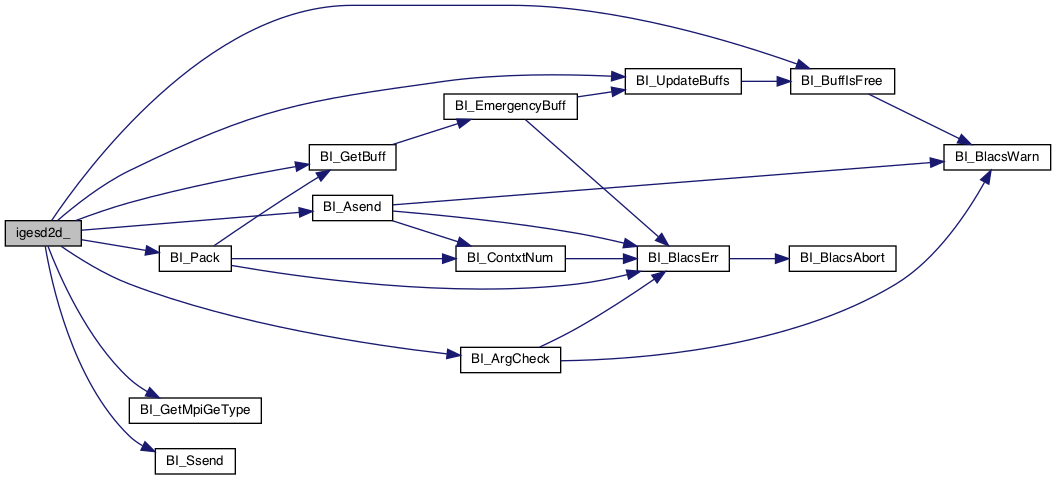 igesd2d_
BI_BuffIsFree
BI_UpdateBuffs
BI_EmergencyBuff
BI_GetBuff
BI_BlacsWarn
BI_Asend
BI_Pack
BI_ContxtNum
BI_BlacsErr
BI_BlacsAbort
BI_ArgCheck
BI_GetMpiGeType
BI_Ssend